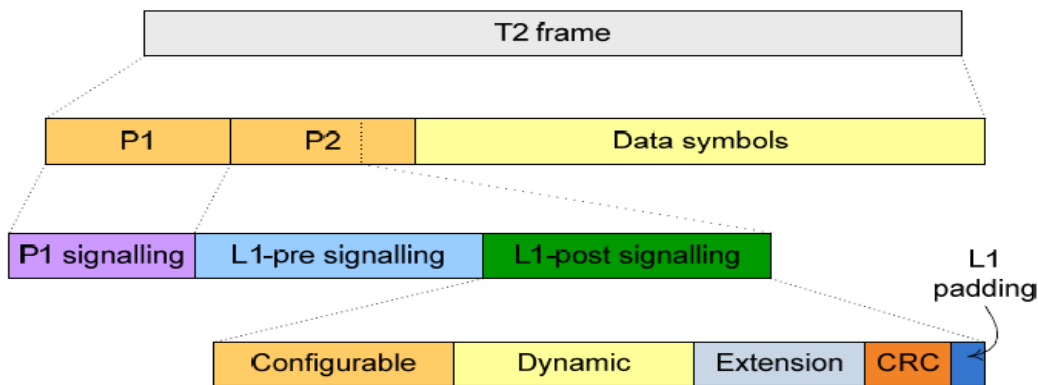 T2 frame
P1
P2
Data symbols
P1 signalling
L1-pre signalling
L1-post signalling
L1
padding
Configurable
Dynamic
Extension
CRC